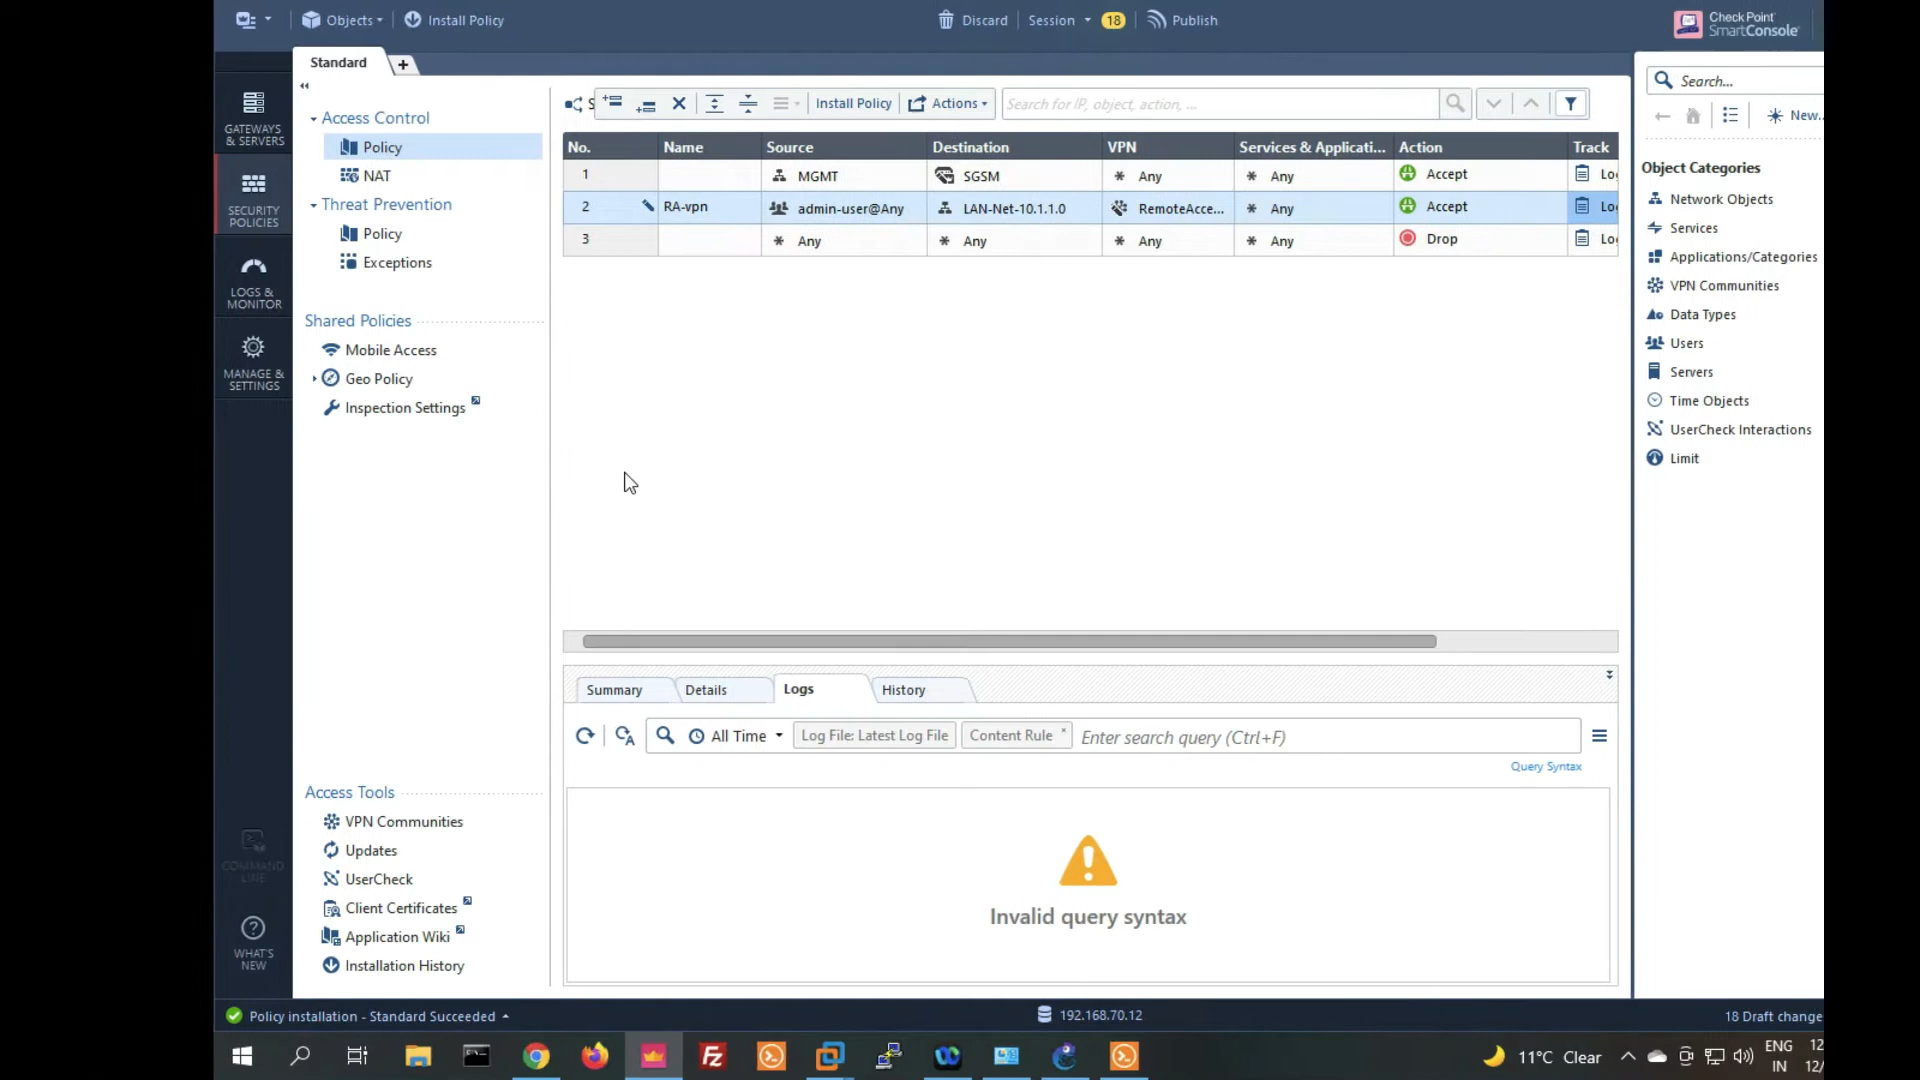 Objects
Install Policy
Discard
Session
18
Publish
Check Point
SmartConsole
Standard
GATEWAYS
& SERVERS
SECURITY
POLICIES
LOGS &
MONITOR
MANAGE &
SETTINGS
COMMAND
LINE
WHAT'S
NEW
Access Control
Policy
NAT
Threat Prevention
Policy
Exceptions
Shared Policies
Mobile Access
Geo Policy
Inspection Settings
Access Tools
VPN Communities
Updates
UserCheck
Client Certificates
Application Wiki
Installation History
Install Policy
Actions
Search for IP, object, action, ...
No. Name Source Destination VPN Services & Applicati... Action Track
1 MGMT SGSM Any Any Accept Lo
2 RA-vpn admin-user@Any LAN-Net-10.1.1.0 RemoteAcce... Any Accept Lo
3 Any Any Any Any Drop Lo
Summary
Details
Logs
History
All Time
Log File: Latest Log File
Content Rule
Enter search query (Ctrl+F)
Query Syntax
Invalid query syntax
Search...
New..
Object Categories
Network Objects
Services
Applications/Categories
VPN Communities
Data Types
Users
Servers
Time Objects
UserCheck Interactions
Limit
Policy installation - Standard Succeeded
192.168.70.12
18 Draft change
11°C Clear
ENG
IN
12
12/